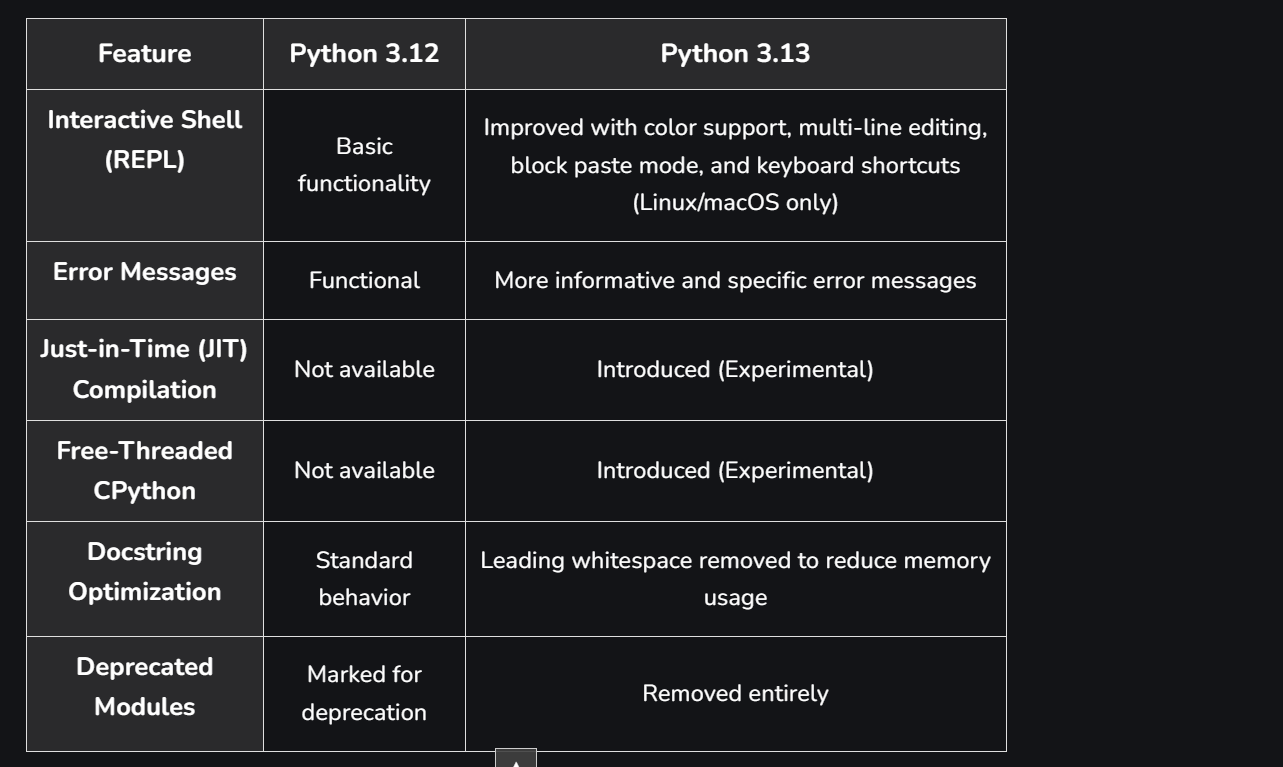 Feature Python 3.12 Python 3.13
Interactive Shell
(REPL)
Basic
functionality
Improved with color support, multi-line editing,
block paste mode, and keyboard shortcuts
(Linux/macOS only)
Error Messages
Functional
More informative and specific error messages
Just-in-Time (JIT)
Compilation
Not available
Introduced (Experimental)
Free-Threaded
CPython
Not available
Introduced (Experimental)
Docstring
Optimization
Standard
behavior
Leading whitespace removed to reduce memory
usage
Deprecated
Modules
Marked for
deprecation
Removed entirely